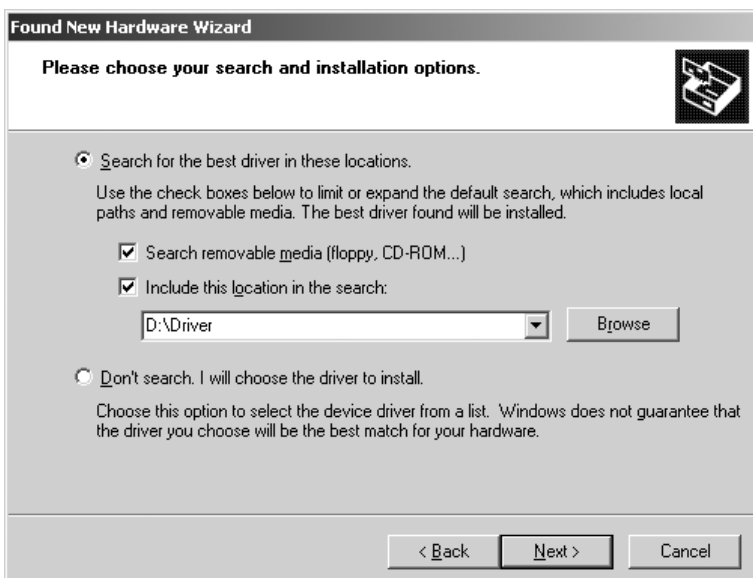 Found New Hardware Wizard
Please choose your search and installation options.
Search for the best driver in these locations.
Use the check boxes below to limit or expand the default search, which includes local
paths and removable media. The best driver found will be installed.
Search removable media (floppy, CD-ROM...)
Include this location in the search:
D:\Driver
Browse
Don't search. I will choose the driver to install.
Choose this option to select the device driver from a list. Windows does not guarantee that
the driver you choose will be the best match for your hardware.
< Back
Next >
Cancel